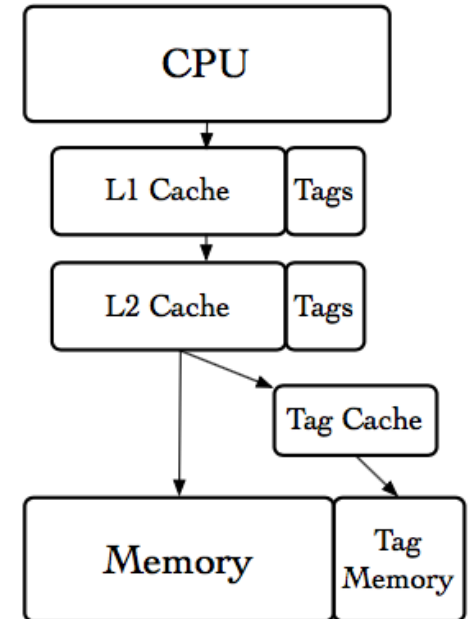 CPU
L1 Cache
Tags
L2 Cache
Tags
Tag Cache
Memory
Tag
Memory